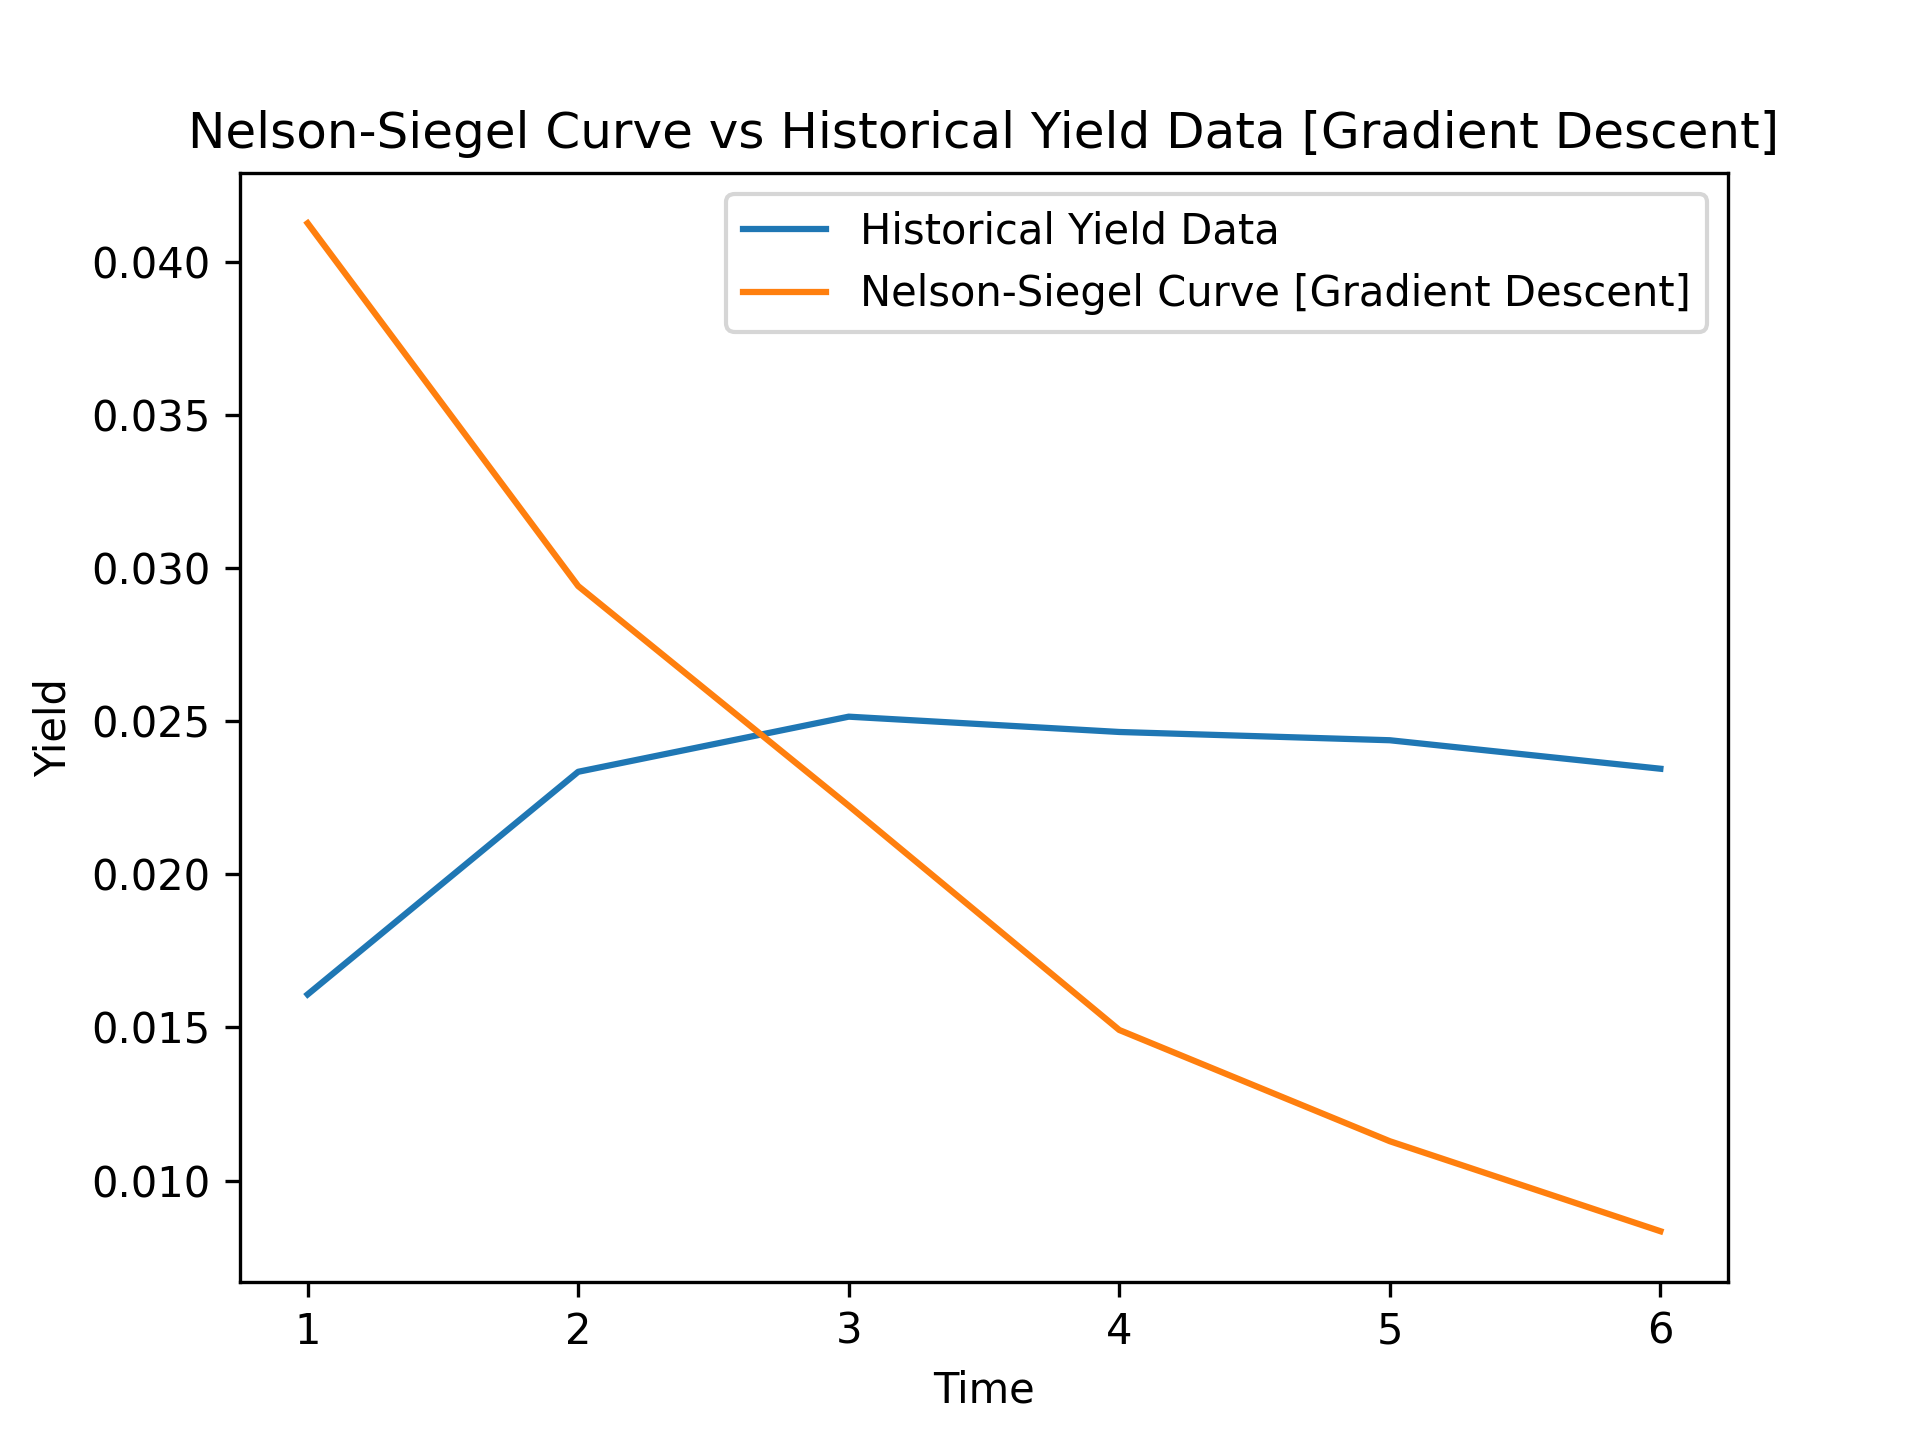 Nelson-Siegel Curve vs Historical Yield Data [Gradient Descent]
Historical Yield Data
Nelson-Siegel Curve [Gradient Descent]
0.040
0.035
0.030
0.025
0.020
0.015
0.010
Yield
1 2 3 4 5 6
Time